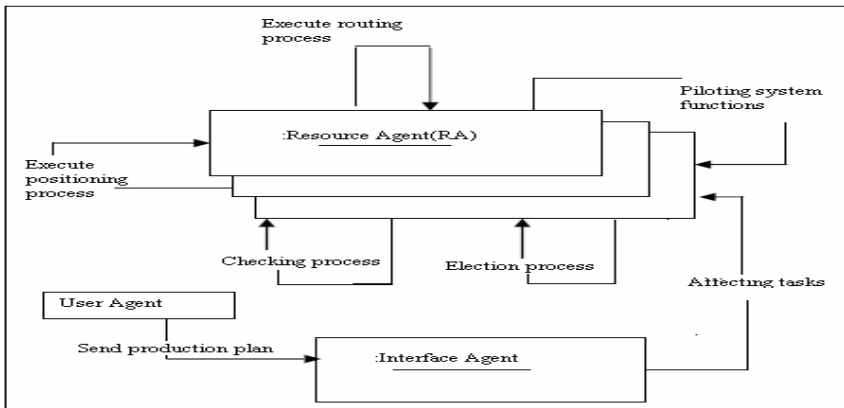 Execute routing
process
Piloting system
functions
:Resource Agent(RA)
Execute
positioning
process
Checking process
Election process
Affecting tasks
User Agent
Send production plan
:Interface Agent